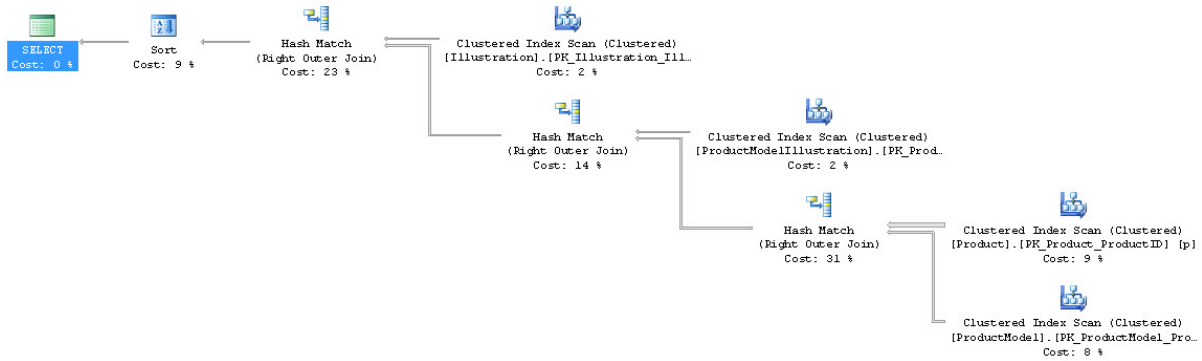 SELECT
Cost: 0 %
Sort
Cost: 9 %
Hash Match
(Right Outer Join)
Cost: 23 %
Clustered Index Scan (Clustered)
[Illustration].[PK_Illustration_Ill…
Cost: 2 %
Hash Match
(Right Outer Join)
Cost: 14 %
Clustered Index Scan (Clustered)
[ProductModelIllustration].[PK_Prod…
Cost: 2 %
Hash Match
(Right Outer Join)
Cost: 31 %
Clustered Index Scan (Clustered)
[Product].[PK_Product_ProductID] [p]
Cost: 9 %
Clustered Index Scan (Clustered)
[ProductModel].[PK_ProductModel_Pro…
Cost: 8 %